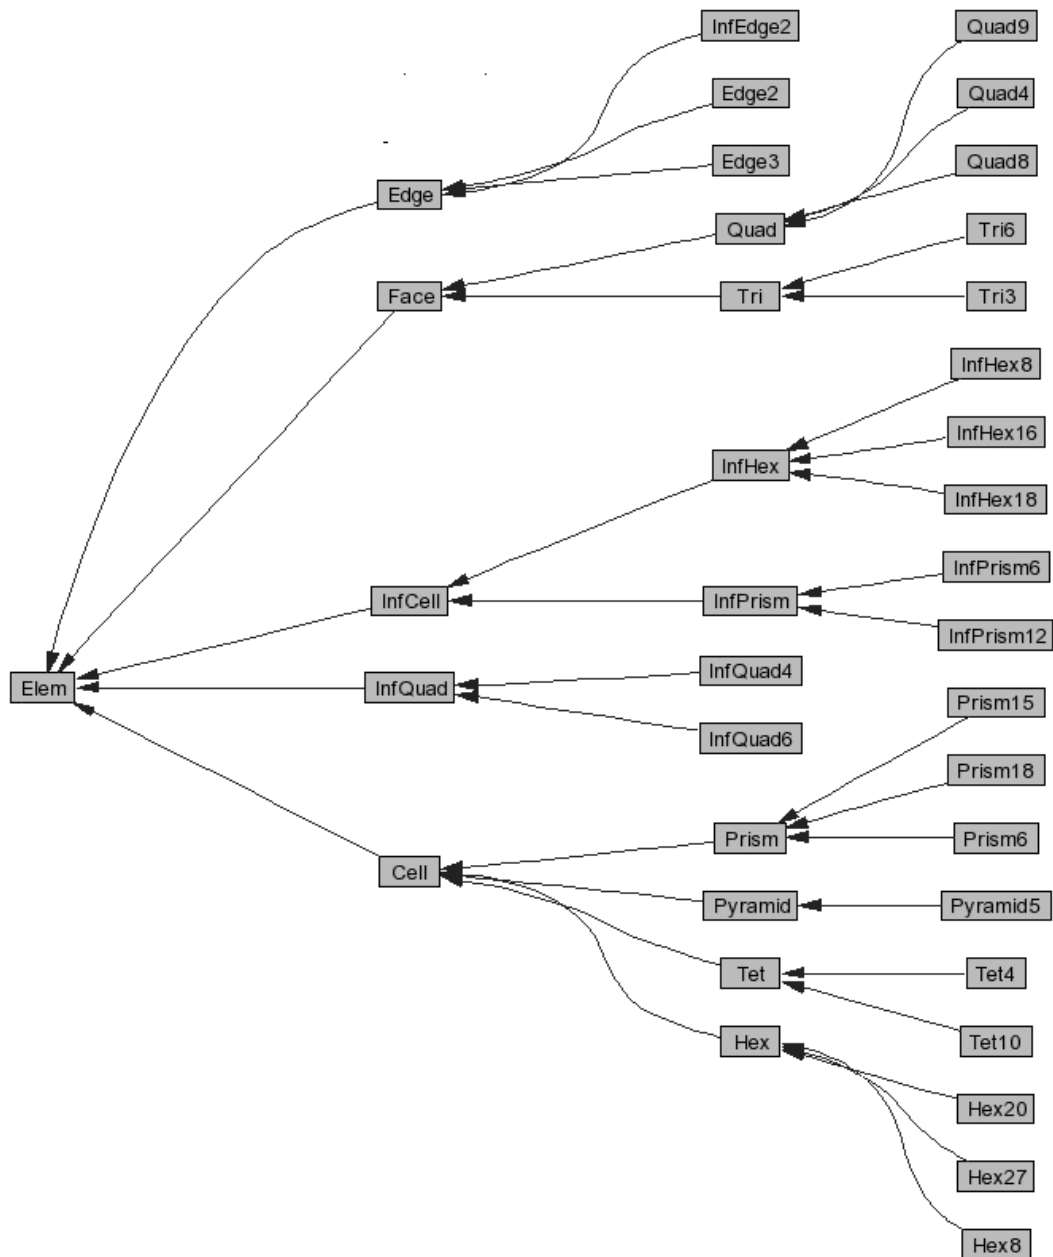 InfEdge2
Quad9
Edge2
Quad4
Edge3
Quad8
Edge
Quad
Tri6
Face
Tri
Tri3
InfHex8
InfHex16
InfHex
InfHex18
InfPrism6
InfCell
InfPrism
InfPrism12
InfQuad4
Elem
InfQuad
Prism15
InfQuad6
Prism18
Prism
Prism6
Cell
Pyramid
Pyramid5
Tet
Tet4
Hex
Tet10
Hex20
Hex27
Hex8